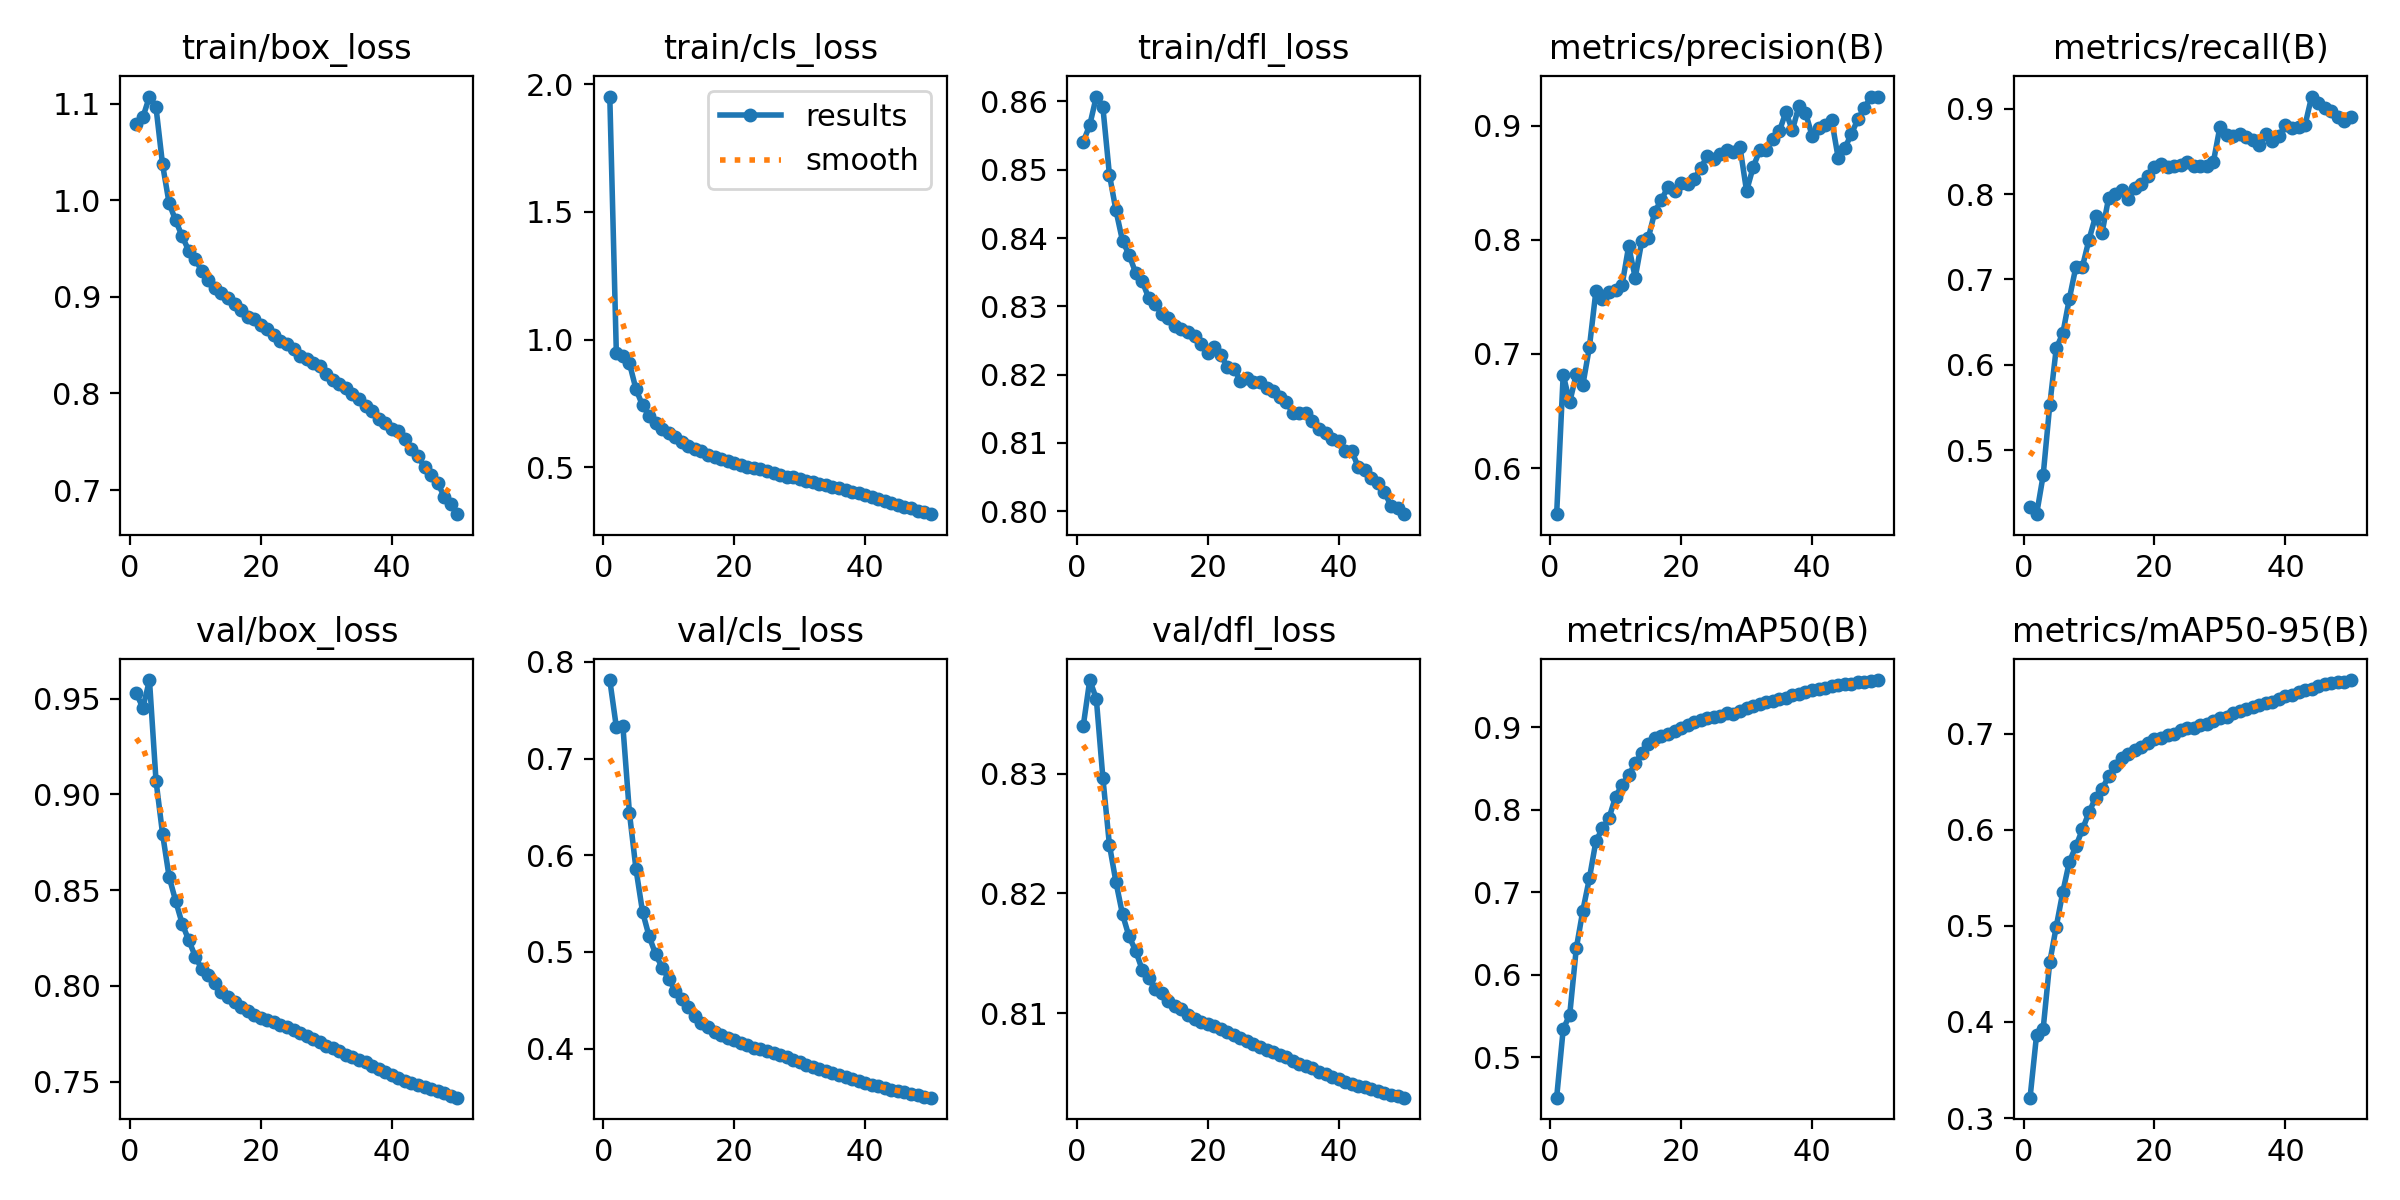 train/box_loss
1.1
1.0
0.9
0.8
0.7
0 20 40
train/cls_loss
2.0
1.5
1.0
0.5
results
smooth
0 20 40
train/dfl_loss
0.86
0.85
0.84
0.83
0.82
0.81
0.80
0 20 40
metrics/precision(B)
0.9
0.8
0.7
0.6
0 20 40
metrics/recall(B)
0.9
0.8
0.7
0.6
0.5
0 20 40
val/box_loss
0.95
0.90
0.85
0.80
0.75
0 20 40
val/cls_loss
0.8
0.7
0.6
0.5
0.4
0 20 40
val/dfl_loss
0.83
0.82
0.81
0 20 40
metrics/mAP50(B)
0.9
0.8
0.7
0.6
0.5
0 20 40
metrics/mAP50-95(B)
0.7
0.6
0.5
0.4
0.3
0 20 40